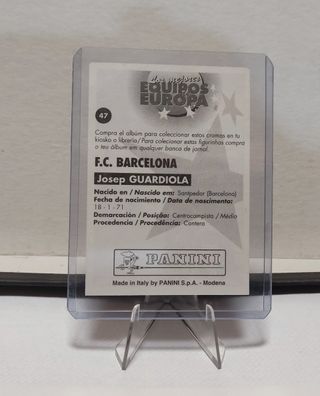 Los mejores
EQUIPOS
EUROPA
47
Compra el album para coleccionar estos cromos en tu
kiosko o libreria/Para colecionar estas figurinhas compra
o teu álbum em qualquer banca de jornal.
F.C. BARCELONA
Josep GUARDIOLA
Nacido en / Nascido em: Santpedor (Barcelona)
Fecha de nacimiento / Data de nascimento:
18 - 1 - 71
Demarcación / Posição: Centrocampista / Médio
Procedencia / Procedência: Cantera
PANINI
Made in Italy by PANINI S.p.A. - Modena